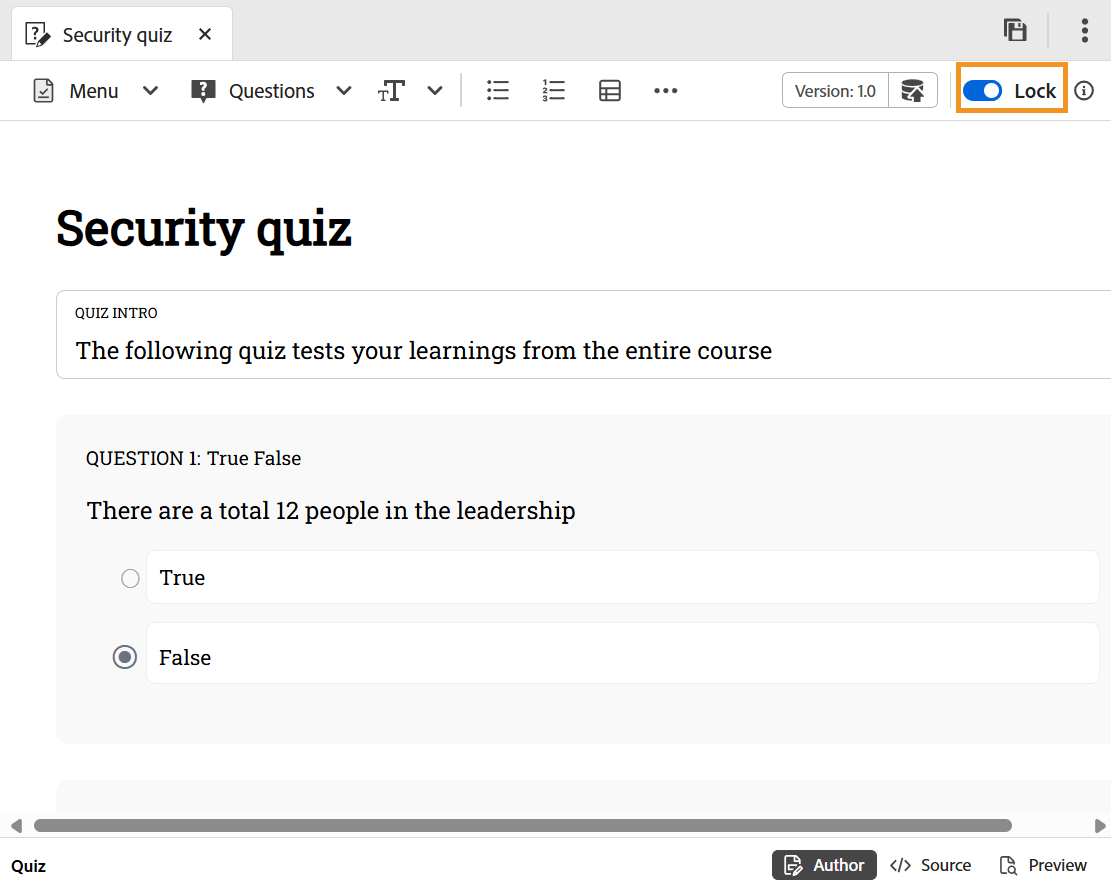 Security quiz
Menu Questions Version: 1.0 Lock
Security quiz
QUIZ INTRO
The following quiz tests your learnings from the entire course
QUESTION 1: True False
There are a total 12 people in the leadership
True
False
Quiz Author Source Preview